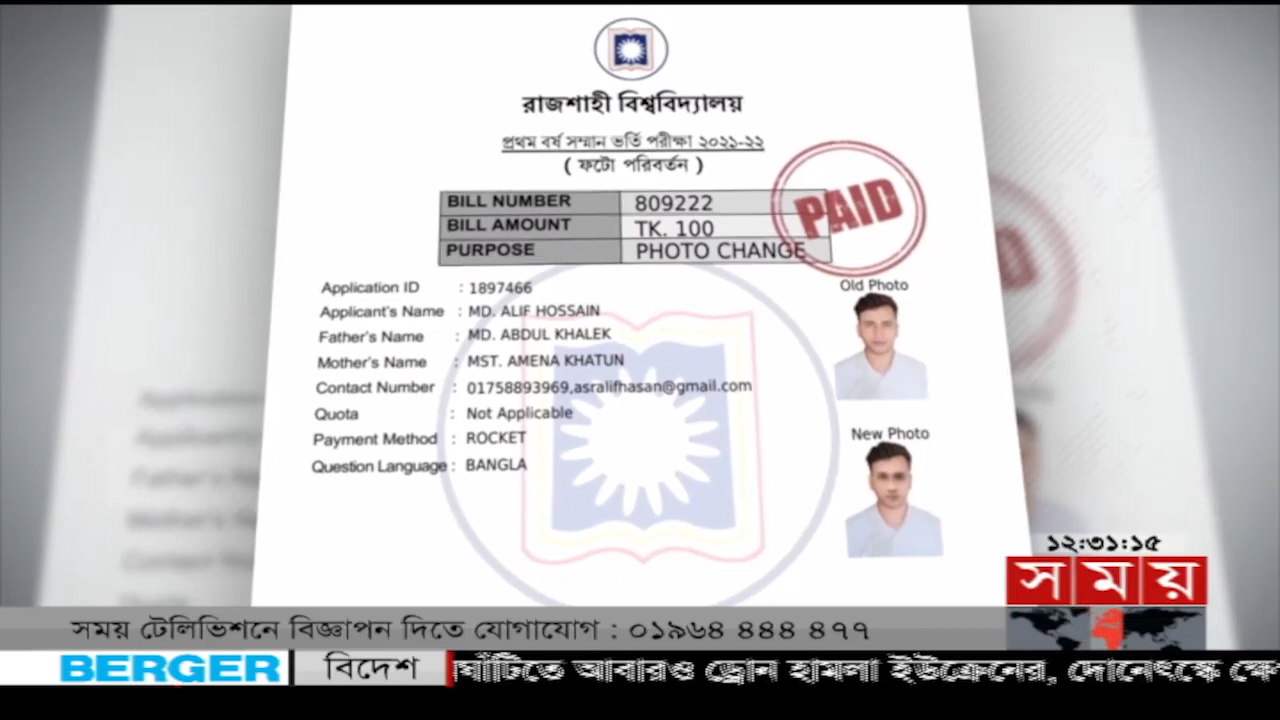 রাজশাহী বিশ্ববিদ্যালয়
প্রথম বর্ষ সম্মান ভর্তি পরীক্ষা ২০২১-২২
( ফটো পরিবর্তন )
BILL NUMBER 809222
BILL AMOUNT TK. 100
PURPOSE PHOTO CHANGE
PAID
Application ID : 1897466
Applicant's Name : MD. ALIF HOSSAIN
Father's Name : MD. ABDUL KHALEK
Mother's Name : MST. AMENA KHATUN
Contact Number : 01758893969,asralifhasan@gmail.com
Quota : Not Applicable
Payment Method : ROCKET
Question Language : BANGLA
Old Photo
New Photo
১২:৩১:১৫
সময়
সময় টেলিভিশনে বিজ্ঞাপন দিতে যোগাযোগ : ০১৯৬৪ ৪৪৪ ৪৭৭
BERGER বিদেশ ঘাঁটিতে আবারও ড্রোন হামলা ইউক্রেনের, দোনেৎস্কে